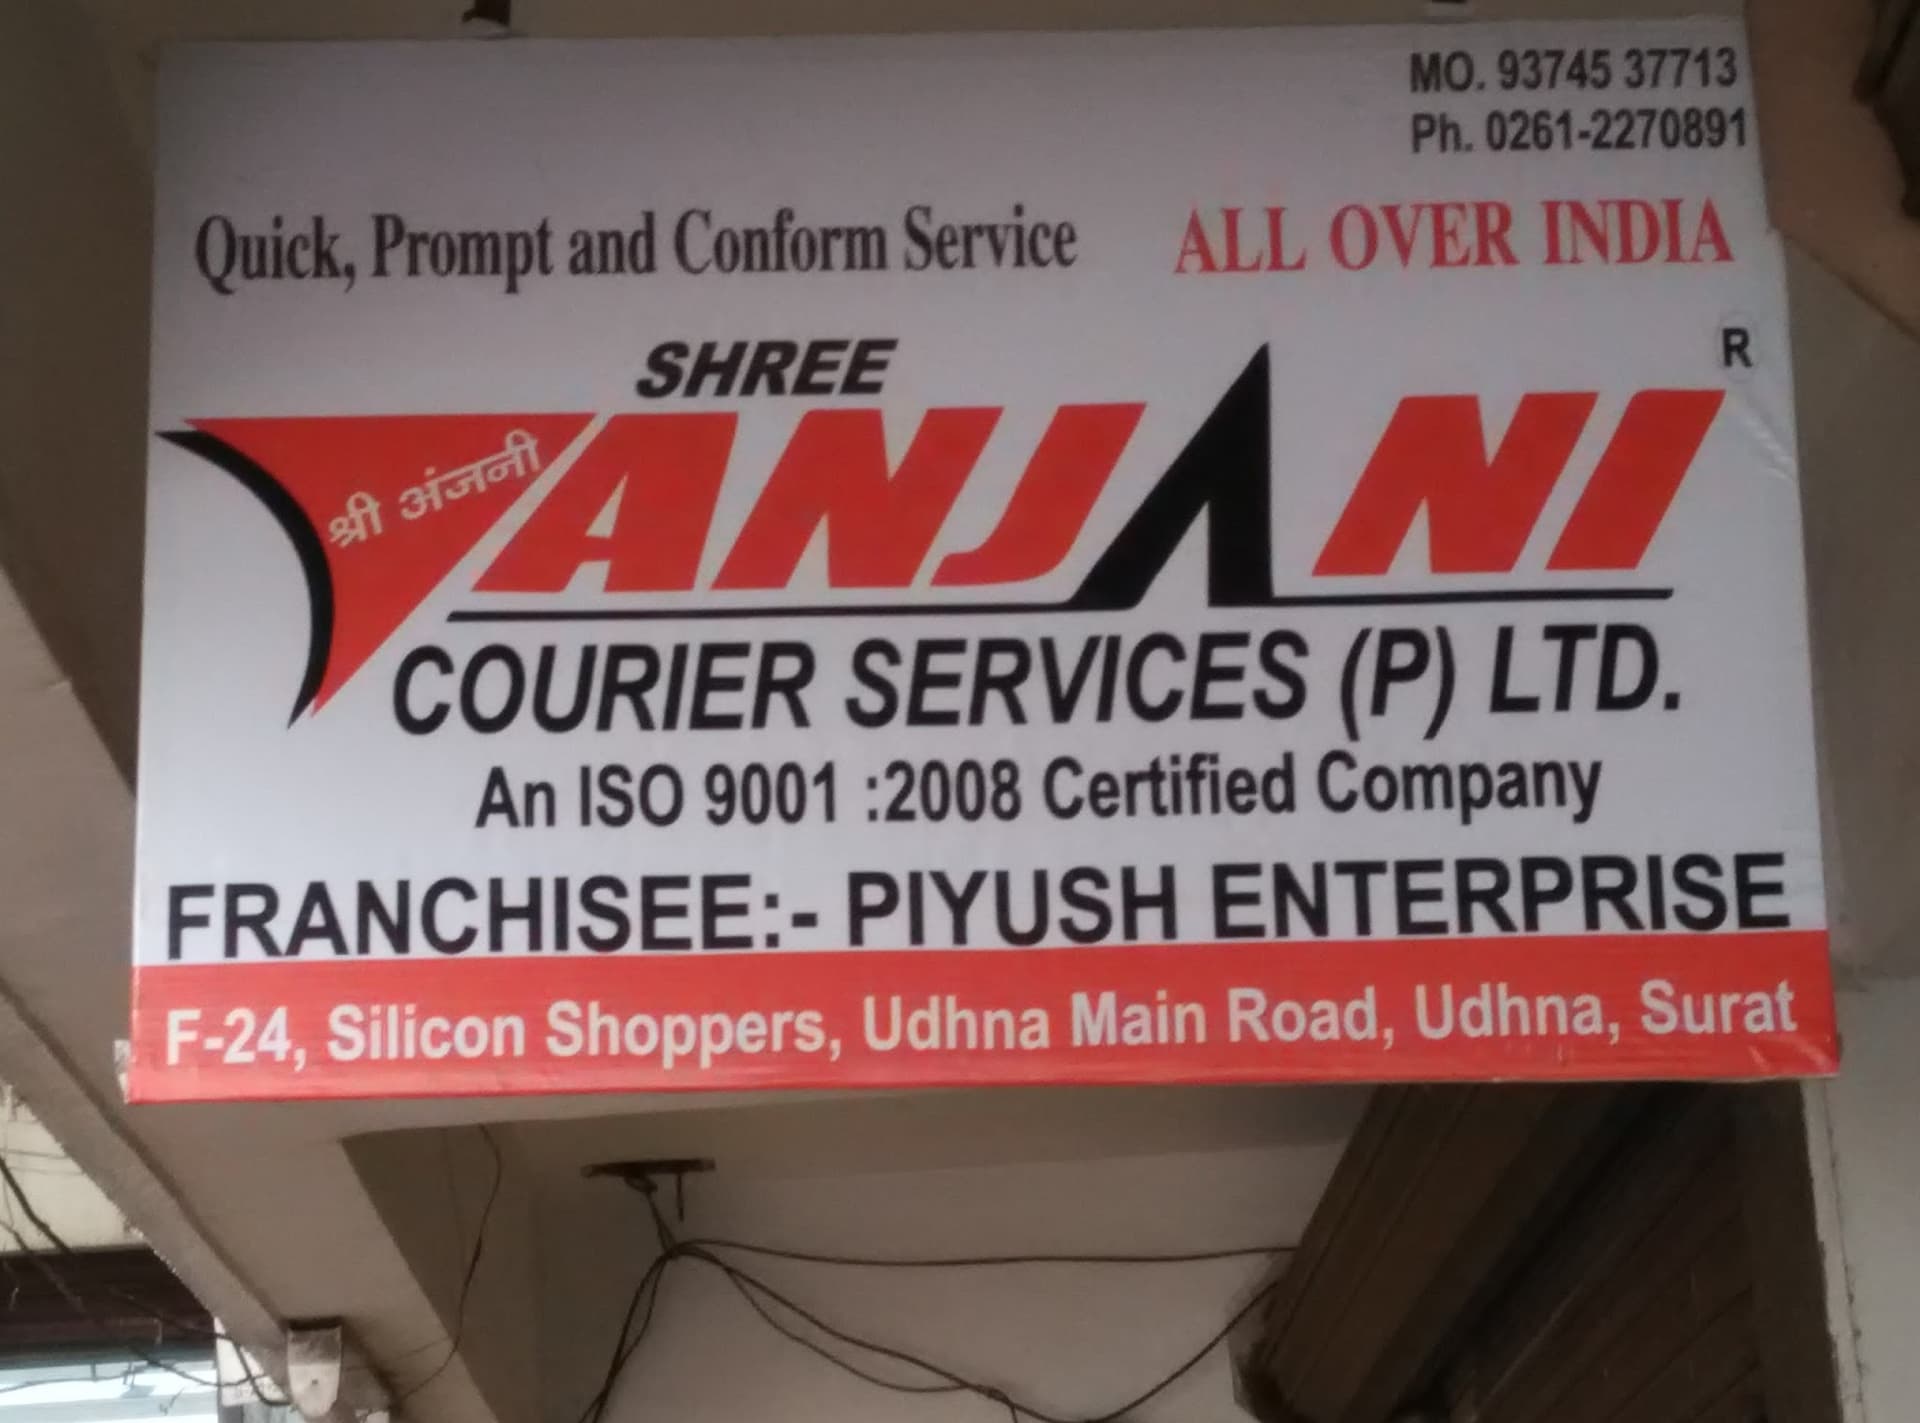 MO. 93745 37713
Ph. 0261-2270891
Quick, Prompt and Conform Service ALL OVER INDIA
SHREE
R
श्री अंजनी
ANJANI
COURIER SERVICES (P) LTD.
An ISO 9001 :2008 Certified Company
FRANCHISEE:- PIYUSH ENTERPRISE
F-24, Silicon Shoppers, Udhna Main Road, Udhna, Surat